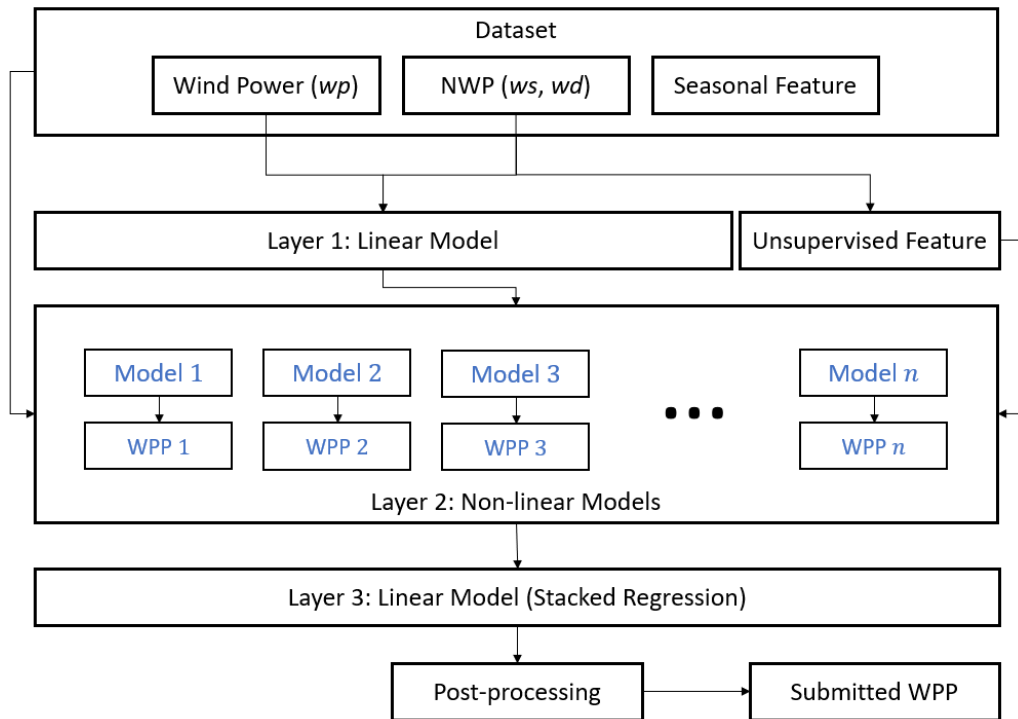 Dataset
Wind Power (wp)
NWP (ws, wd)
Seasonal Feature
Layer 1: Linear Model
Unsupervised Feature
Model 1
Model 2
Model 3
Model n
WPP 1
WPP 2
WPP 3
WPP n
Layer 2: Non-linear Models
Layer 3: Linear Model (Stacked Regression)
Post-processing
Submitted WPP